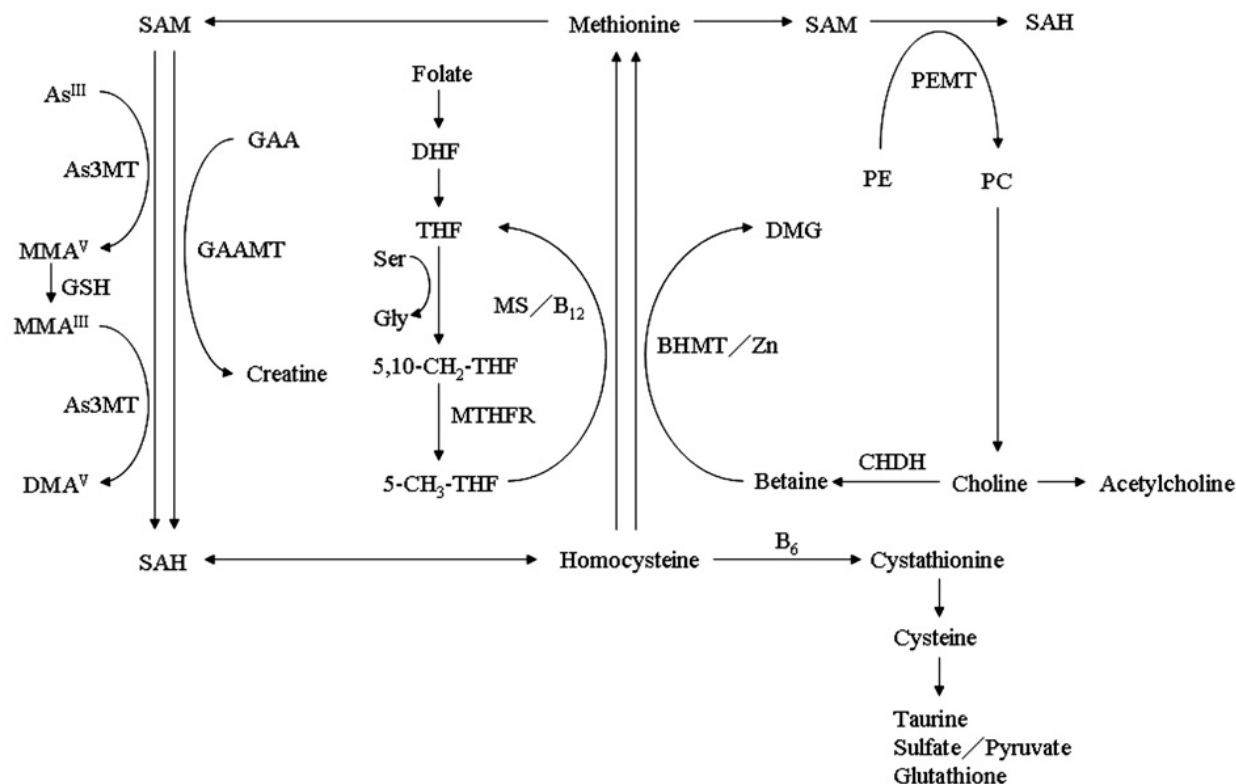 SAM
Methionine
SAM
SAH
As^III
Folate
PEMT
GAA
DHF
As3MT
PE
PC
THF
DMG
MMA^V
GAAMT
Ser
GSH
MS／B₁₂
Gly
MMA^III
BHMT／Zn
5,10-CH₂-THF
Creatine
As3MT
MTHFR
CHDH
DMA^V
5-CH₃-THF
Betaine
Choline
Acetylcholine
B₆
SAH
Homocysteine
Cystathionine
Cysteine
Taurine
Sulfate／Pyruvate
Glutathione